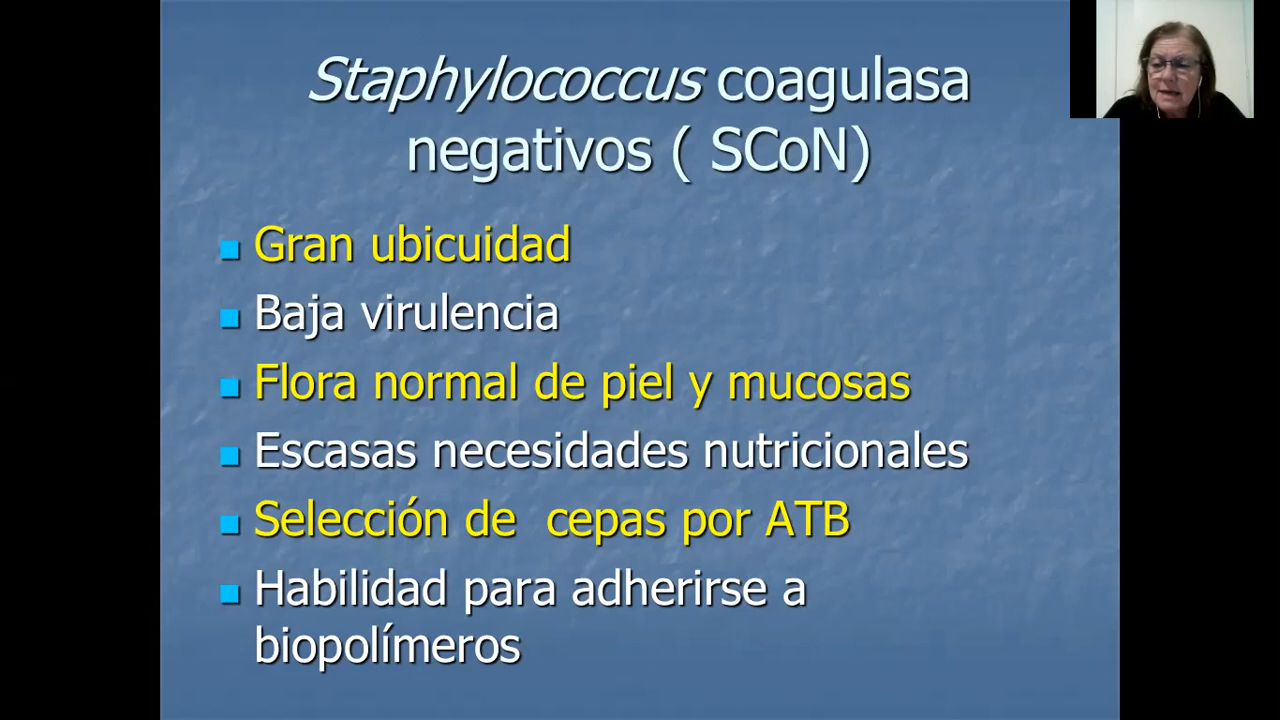 Staphylococcus coagulasa
negativos ( SCoN)
Gran ubicuidad
Baja virulencia
Flora normal de piel y mucosas
Escasas necesidades nutricionales
Selección de  cepas por ATB
Habilidad para adherirse a
biopolímeros